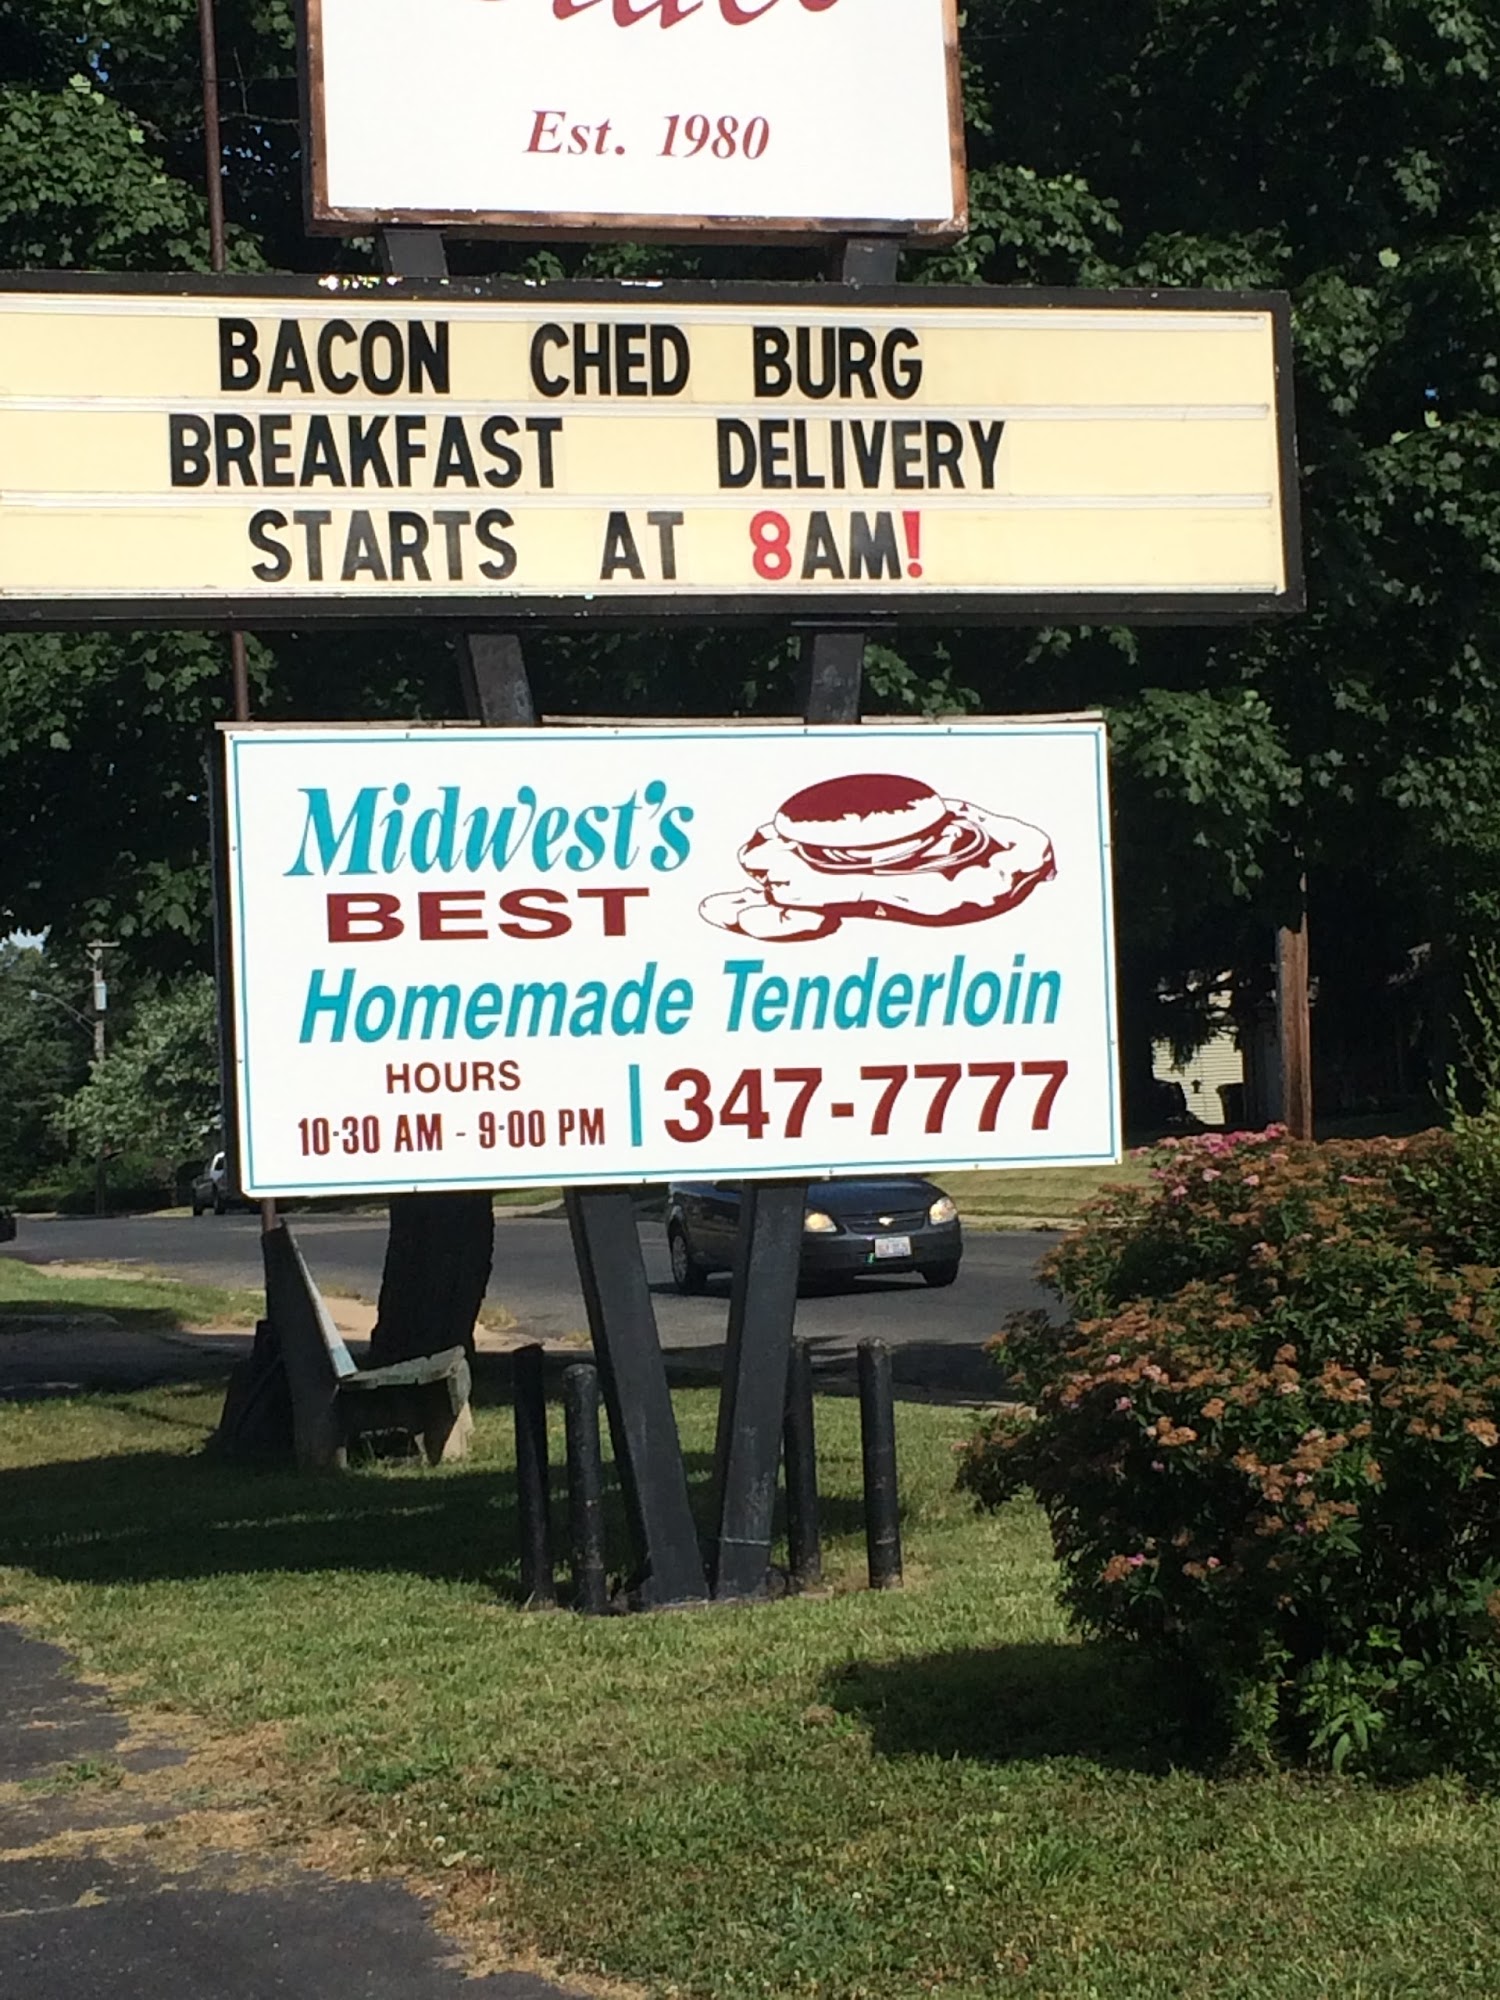 Est. 1980
BACON CHED BURG
BREAKFAST DELIVERY
STARTS AT 8AM!
Midwest's
BEST
Homemade Tenderloin
HOURS
10:30 AM - 9:00 PM
347-7777